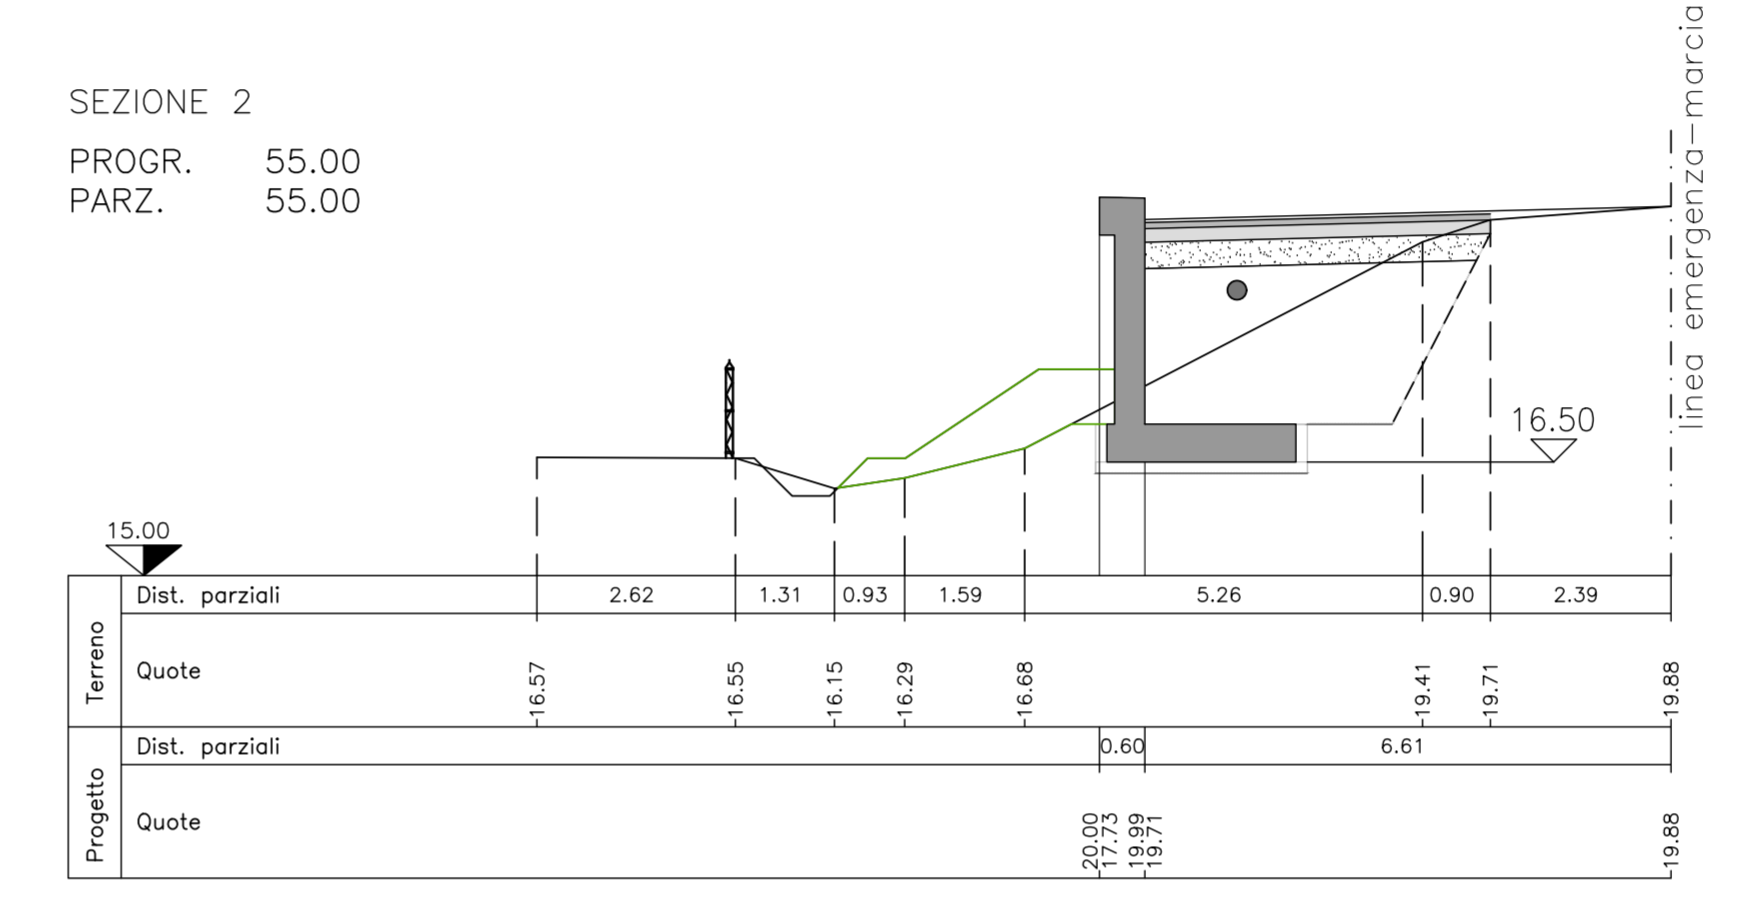 linea emergenza-marcia
SEZIONE 2
PROGR. 55.00
PARZ. 55.00
16.50
15.00
Terreno
Dist. parziali 2.62 1.31 0.93 1.59 5.26 0.90 2.39
Quote 16.57 16.55 16.15 16.29 16.68 19.41 19.71 19.88
Progetto
Dist. parziali 0.60 6.61
Quote 20.00 17.73 19.99 19.71 19.88